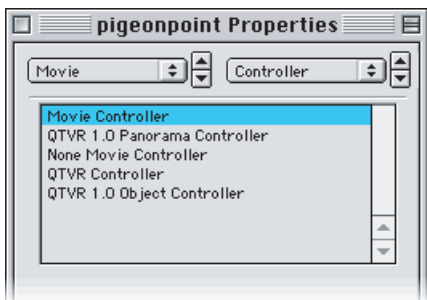 pigeonpoint Properties
Movie
Controller
Movie Controller
QTVR 1.0 Panorama Controller
None Movie Controller
QTVR Controller
QTVR 1.0 Object Controller